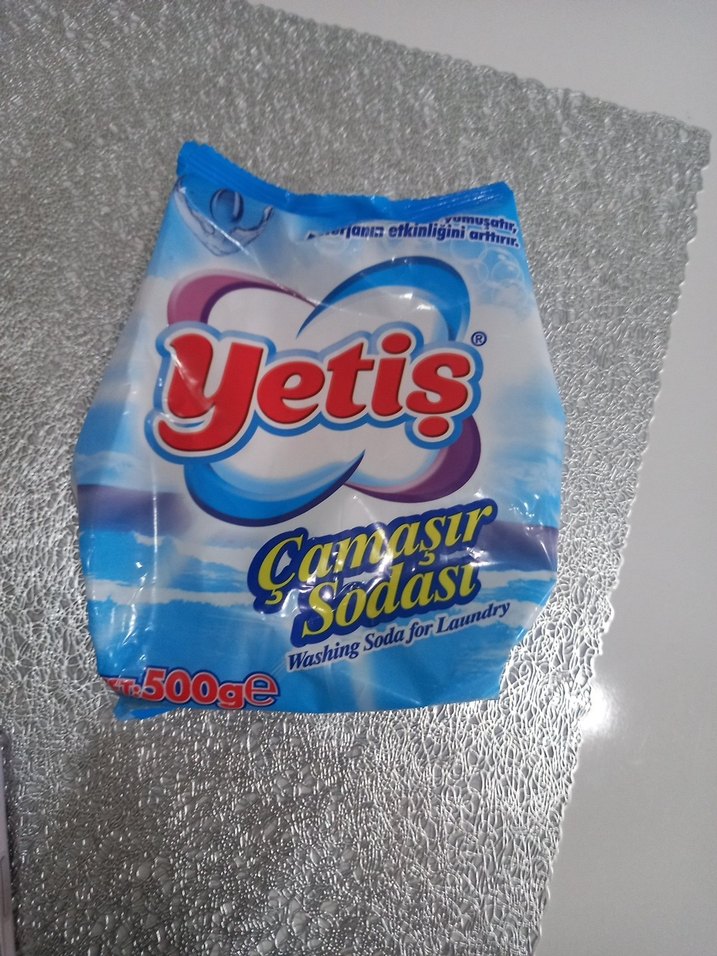 yumuşatır,
etkinliğini arttırır.
yetiş®
Çamaşır
Sodası
Washing Soda for Laundry
500g℮